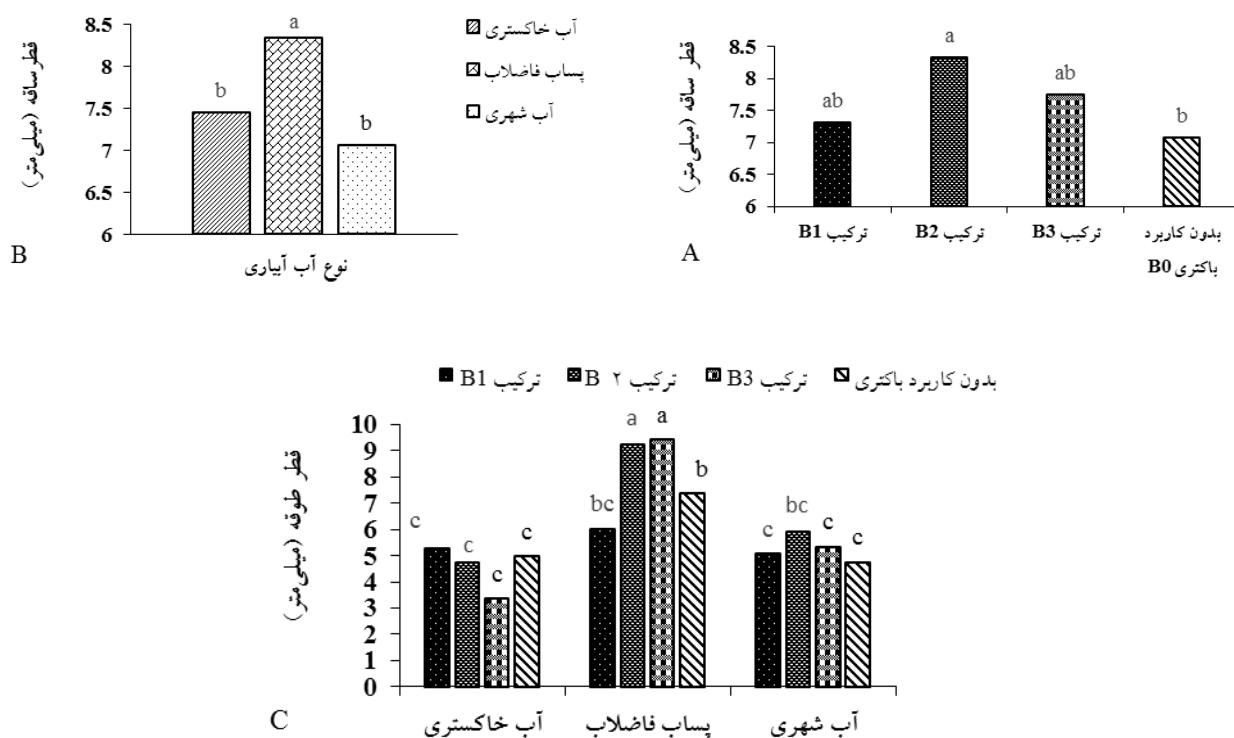 B
قطر ساقه (میلی‌متر)
8.5
8
7.5
7
6.5
6
b
a
b
آب خاکستری
پساب فاضلاب
آب شهری
نوع آب آبیاری
A
قطر ساقه (میلی‌متر)
8.5
8
7.5
7
6.5
6
ab
a
ab
b
ترکیب B1
ترکیب B2
ترکیب B3
بدون کاربرد
باکتری B0
ترکیب B1
ترکیب B ۲
ترکیب B3
بدون کاربرد باکتری
قطر طوقه (میلی‌متر)
10
9
8
7
6
5
4
3
2
1
0
c
c
c
c
bc
a
a
b
c
bc
c
c
آب خاکستری
پساب فاضلاب
آب شهری
C